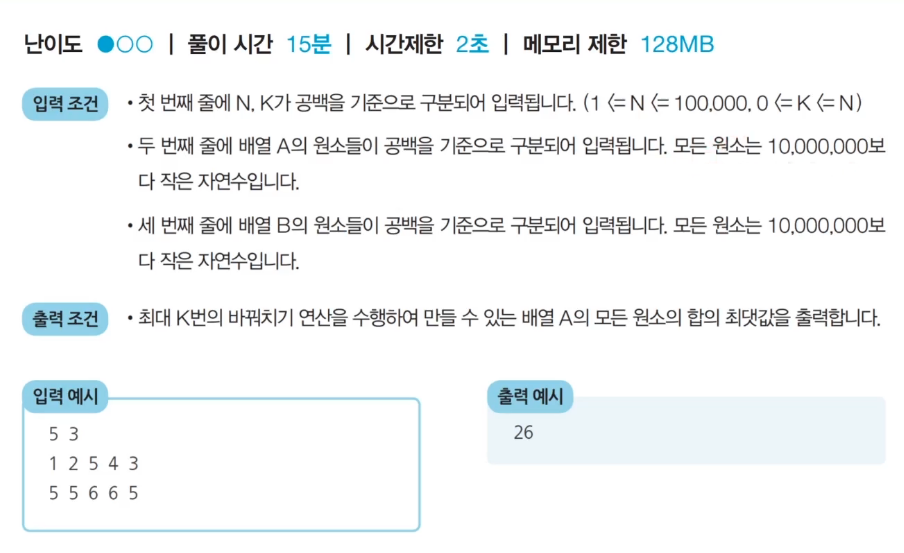 난이도 ●○○ | 풀이 시간 15분 | 시간제한 2초 | 메모리 제한 128MB
입력 조건 • 첫 번째 줄에 N, K가 공백을 기준으로 구분되어 입력됩니다. (1 <= N <= 100,000, 0 <= K <= N)
• 두 번째 줄에 배열 A의 원소들이 공백을 기준으로 구분되어 입력됩니다. 모든 원소는 10,000,000보
다 작은 자연수입니다.
• 세 번째 줄에 배열 B의 원소들이 공백을 기준으로 구분되어 입력됩니다. 모든 원소는 10,000,000보
다 작은 자연수입니다.
출력 조건 • 최대 K번의 바꿔치기 연산을 수행하여 만들 수 있는 배열 A의 모든 원소의 합의 최댓값을 출력합니다.
입력 예시
5 3
1 2 5 4 3
5 5 6 6 5
출력 예시
26